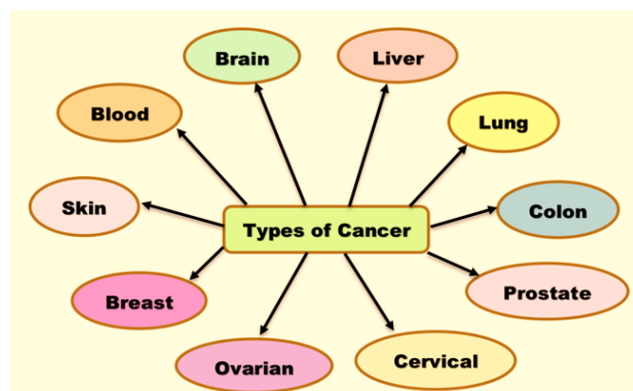 Brain
Liver
Blood
Lung
Skin
Types of Cancer
Colon
Breast
Prostate
Ovarian
Cervical